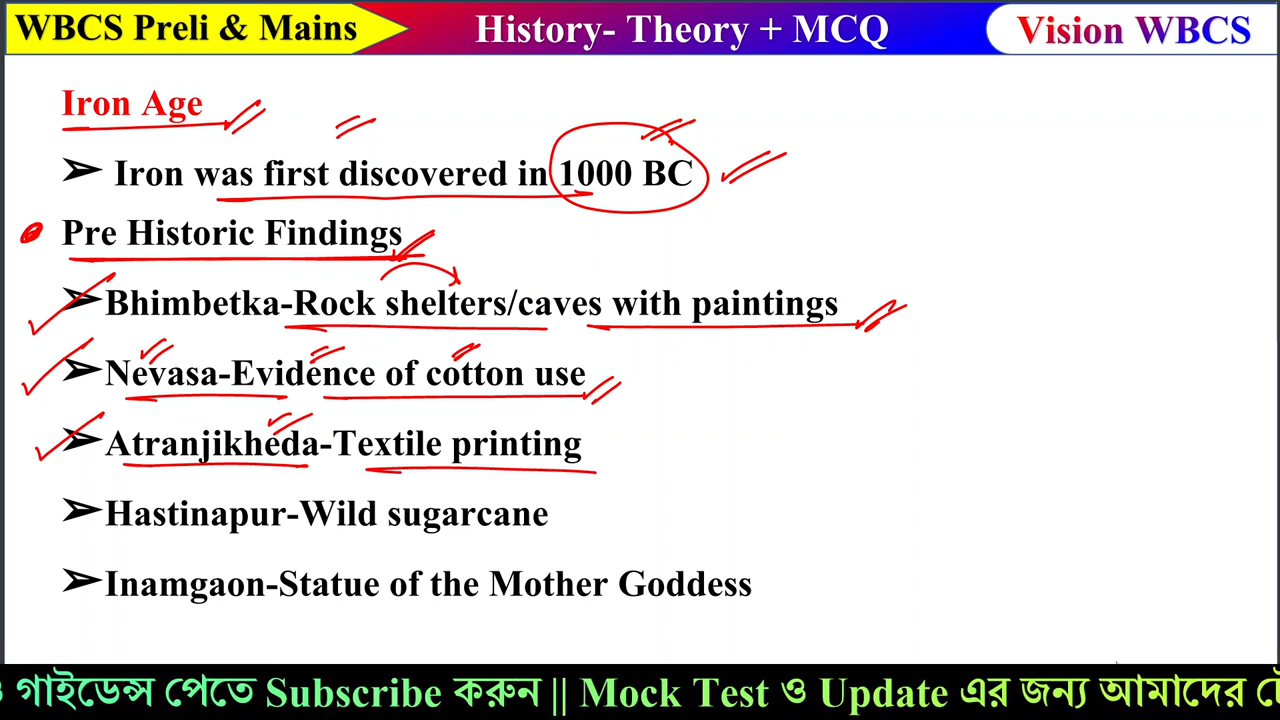 WBCS Preli & Mains
History- Theory + MCQ
Vision WBCS
Iron Age
➢ Iron was first discovered in 1000 BC
Pre Historic Findings
➢Bhimbetka-Rock shelters/caves with paintings
➢Nevasa-Evidence of cotton use
➢Atranjikheda-Textile printing
➢Hastinapur-Wild sugarcane
➢Inamgaon-Statue of the Mother Goddess
গাইডেন্স পেতে Subscribe করুন || Mock Test ও Update এর জন্য আমাদের